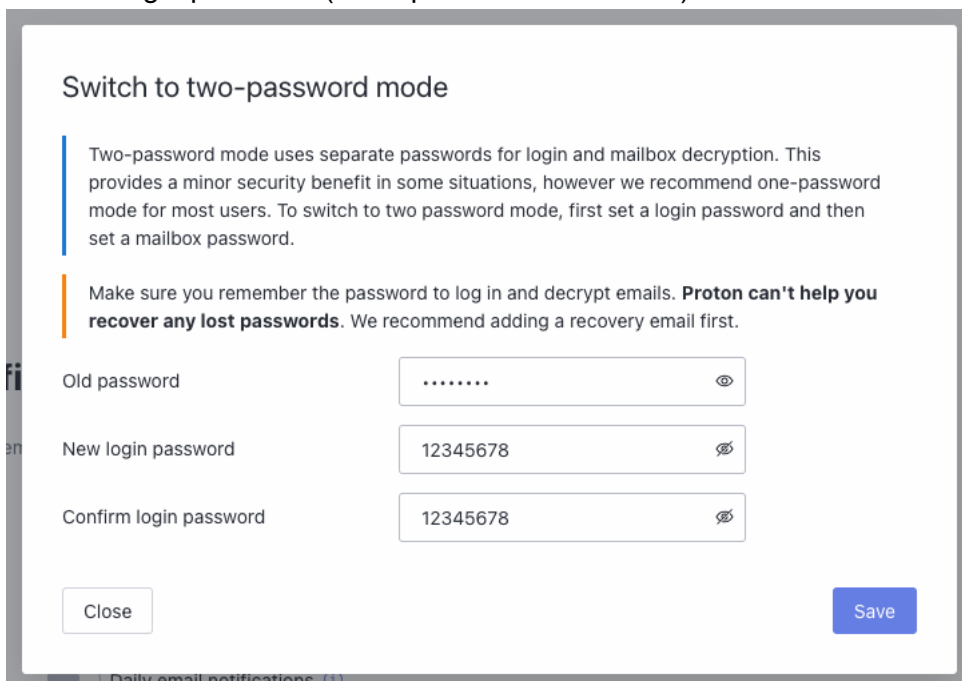 Switch to two-password mode
Two-password mode uses separate passwords for login and mailbox decryption. This
provides a minor security benefit in some situations, however we recommend one-password
mode for most users. To switch to two password mode, first set a login password and then
set a mailbox password.
Make sure you remember the password to log in and decrypt emails. Proton can't help you
recover any lost passwords. We recommend adding a recovery email first.
Old password ........
New login password 12345678
Confirm login password 12345678
Close Save
Daily email notifications